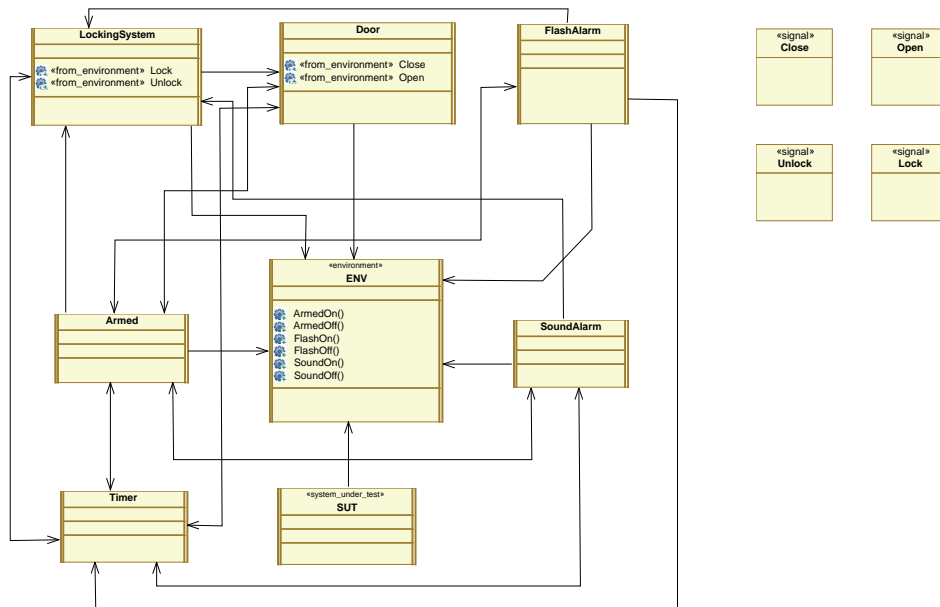 LockingSystem
«from_environment» Lock
«from_environment» Unlock
Door
«from_environment» Close
«from_environment» Open
FlashAlarm
«signal»
Close
«signal»
Open
«signal»
Unlock
«signal»
Lock
«environment»
ENV
ArmedOn()
ArmedOff()
FlashOn()
FlashOff()
SoundOn()
SoundOff()
Armed
SoundAlarm
Timer
«system_under_test»
SUT